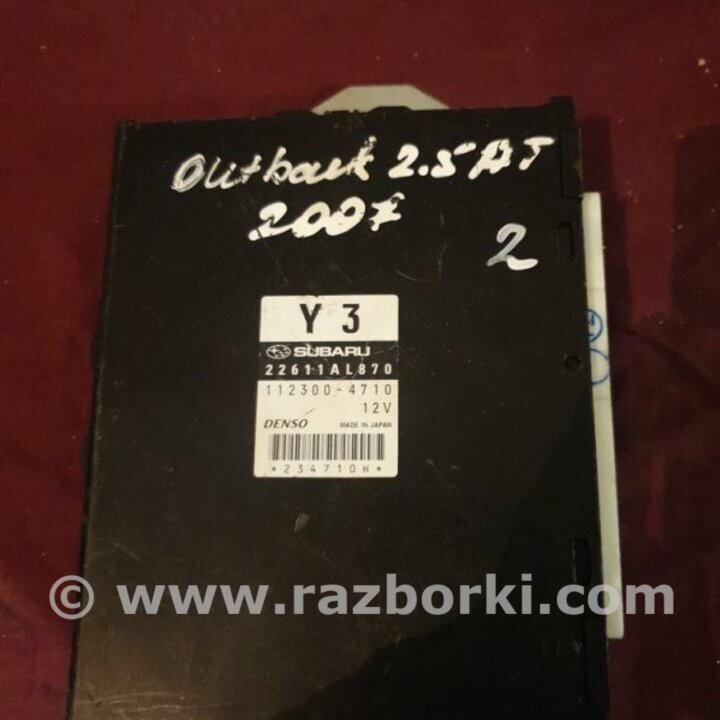 Outback 2.5 AT
2007
2
Y 3
SUBARU
22611AL870
112300-4710
12V
DENSO MADE IN JAPAN
*234710H*
© www.razborki.com